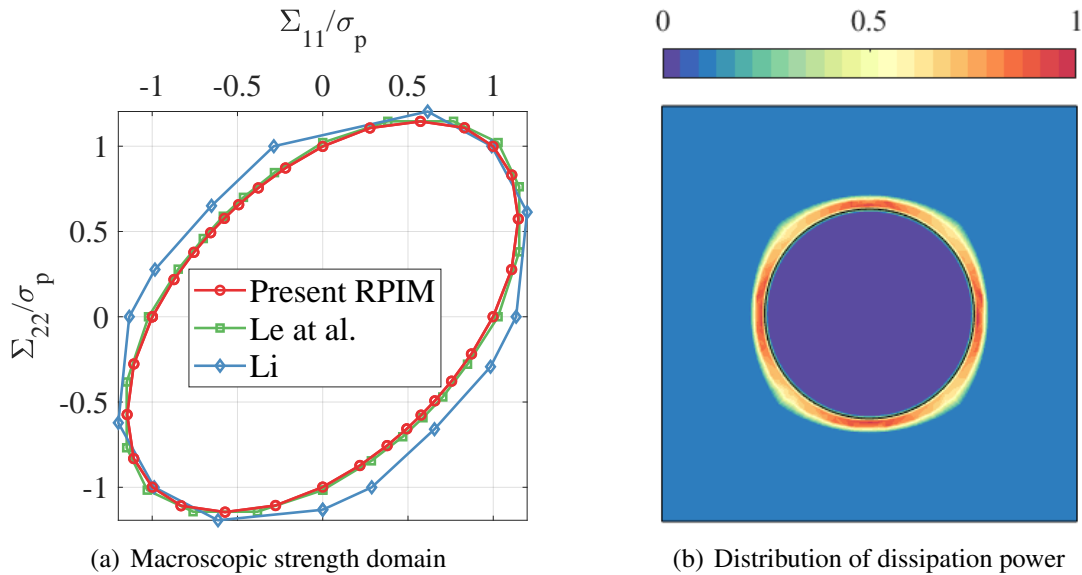 Σ11/σp
-1 -0.5 0 0.5 1
1
0.5
0
-0.5
-1
Σ22/σp
Present RPIM
Le at al.
Li
(a) Macroscopic strength domain
0 0.5 1
(b) Distribution of dissipation power